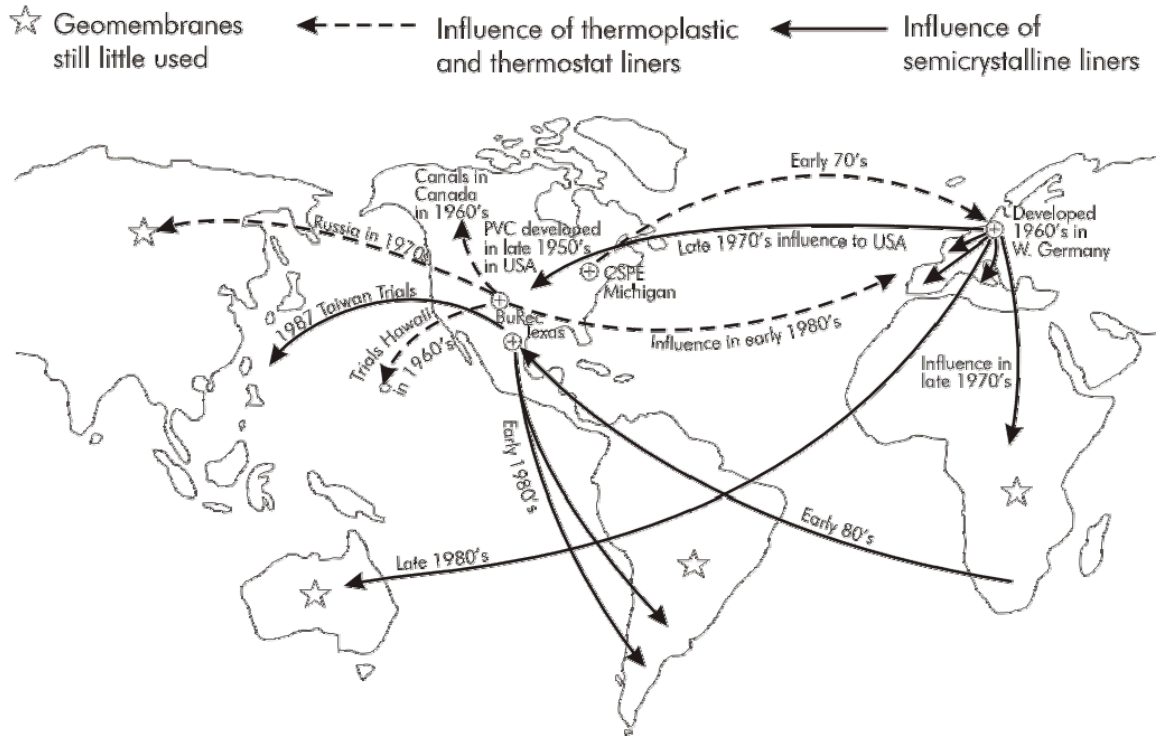 Geomembranes
still little used
Influence of thermoplastic
and thermostat liners
Influence of
semicrystalline liners
Early 70's
Canals in
Canada
in 1960's
PVC developed
in late 1950's
in USA
Russia in 1970
Late 1970's influence to USA
Developed
1960's in
W. Germany
CSPE
Michigan
1987 Taiwan Trials
BuRec
Texas
Trials Hawaii
in 1960's
Influence in early 1980's
Influence in
late 1970's
Early 1980's
Early 80's
Late 1980's